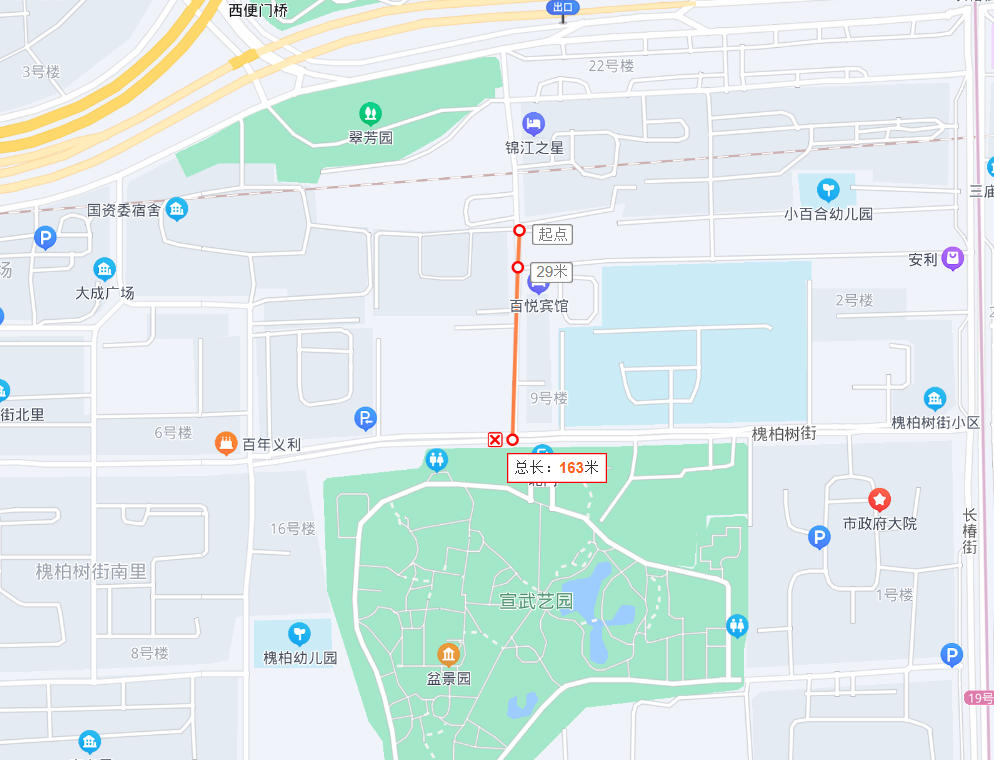 西便门桥
出口
3号楼
22号楼
翠芳园
锦江之星
国资委宿舍
小百合幼儿园
三庙
P
起点
安利
场
大成广场
29米
百悦宾馆
2号楼
9号楼
街北里
槐柏树街小区
6号楼
百年义利
P
槐柏树街
总长：163米
市政府大院
长椿街
16号楼
P
槐柏树街南里
宣武艺园
1号楼
8号楼
槐柏幼儿园
盆景园
P
19号